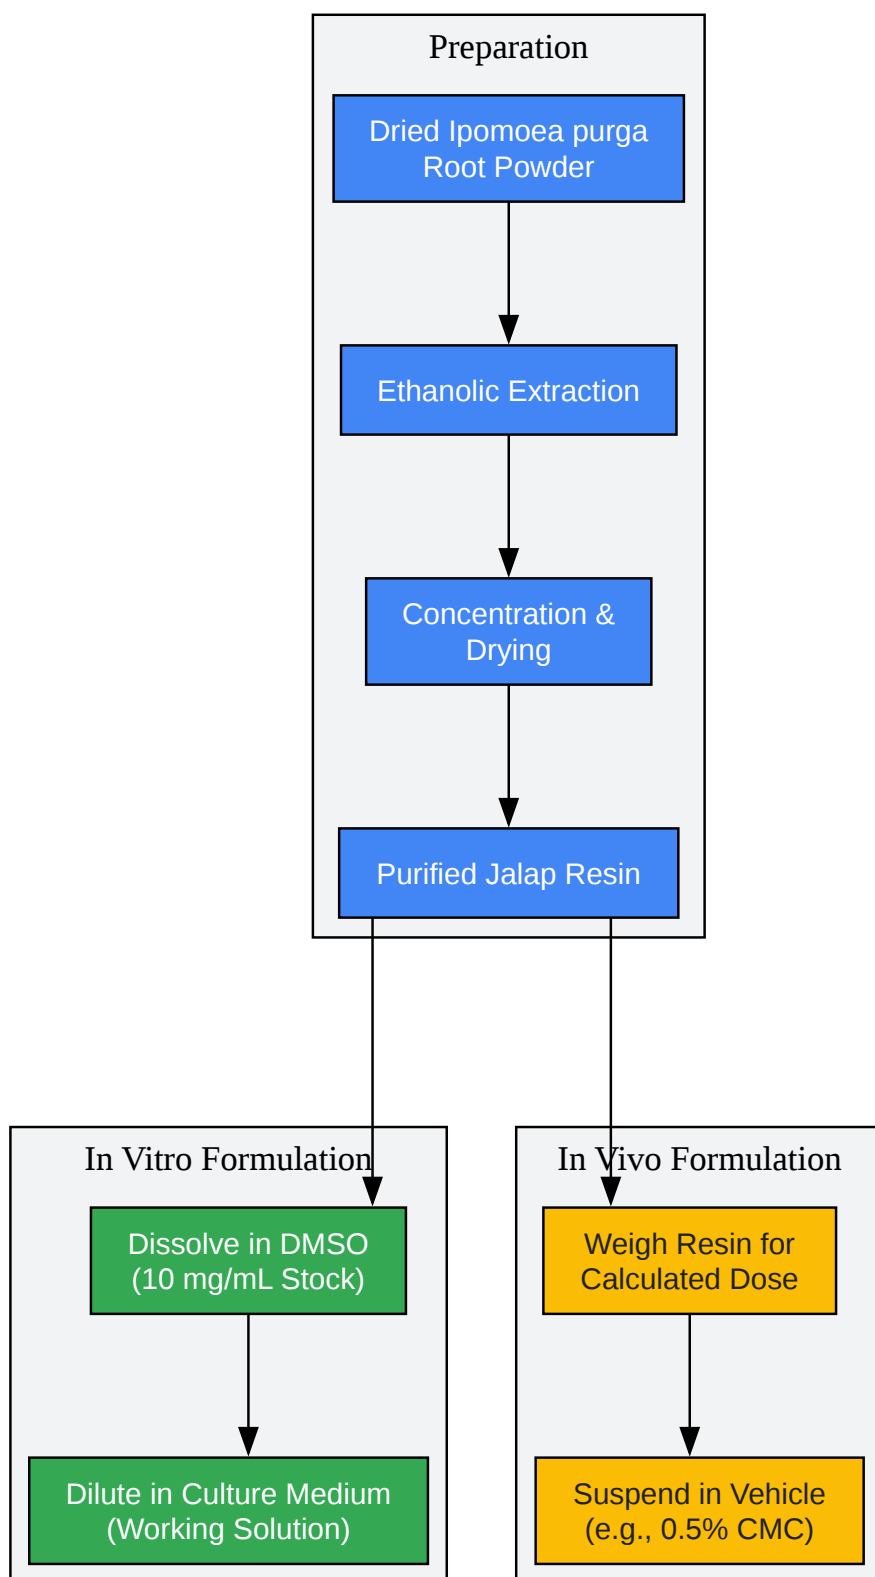 Preparation
Dried Ipomoea purga
Root Powder
Ethanolic Extraction
Concentration &
Drying
Purified Jalap Resin
In Vitro Formulation
Dissolve in DMSO
(10 mg/mL Stock)
Dilute in Culture Medium
(Working Solution)
In Vivo Formulation
Weigh Resin for
Calculated Dose
Suspend in Vehicle
(e.g., 0.5% CMC)